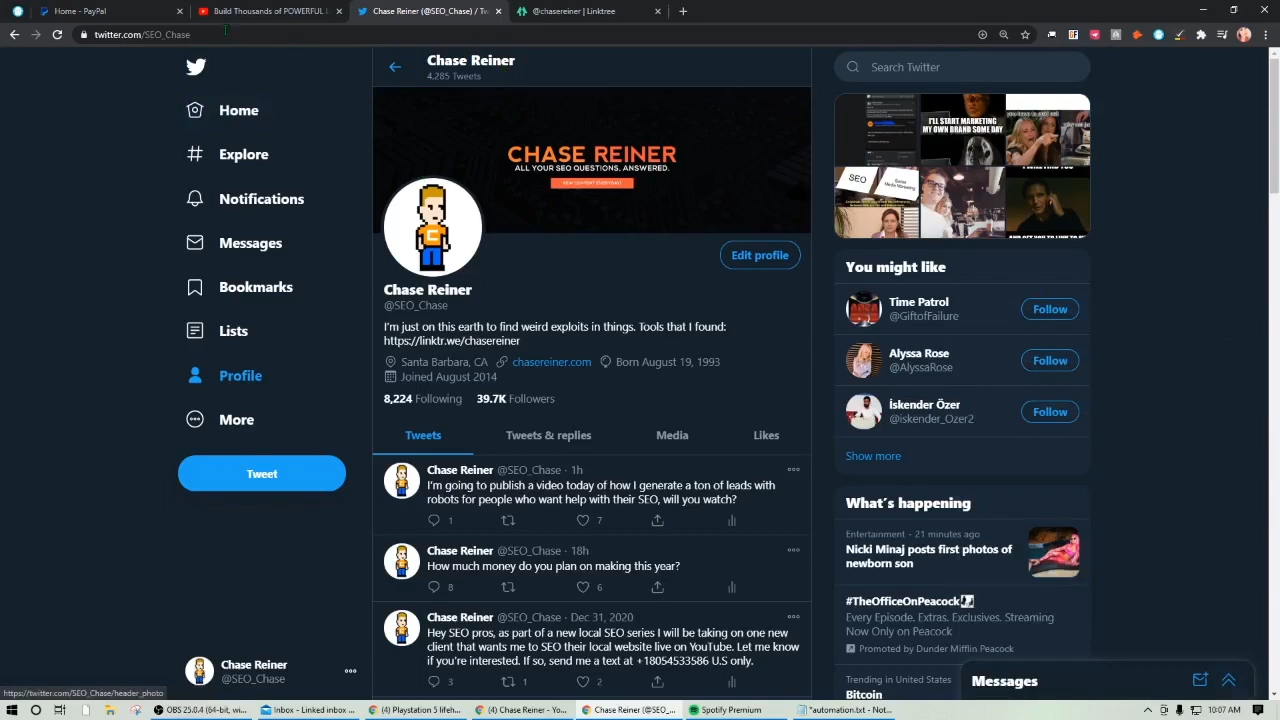 Home - PayPal
Build Thousands of POWERFUL L
Chase Reiner (@SEO_Chase) / Tw
@chasereiner | Linktree
twitter.com/SEO_Chase
Chase Reiner
4,285 Tweets
Search Twitter
Home
Explore
Notifications
Messages
Bookmarks
Lists
Profile
More
Tweet
CHASE REINER
ALL YOUR SEO QUESTIONS, ANSWERED.
NEW CONTENT EVERYDAY!
Edit profile
Chase Reiner
@SEO_Chase
I'm just on this earth to find weird exploits in things. Tools that I found:
https://linktr.we/chasereiner
Santa Barbara, CA chasereiner.com Born August 19, 1993
Joined August 2014
8,224 Following 39.7K Followers
Tweets Tweets & replies Media Likes
Chase Reiner @SEO_Chase · 1h
I'm going to publish a video today of how I generate a ton of leads with
robots for people who want help with their SEO, will you watch?
1 7
Chase Reiner @SEO_Chase · 18h
How much money do you plan on making this year?
8 6
Chase Reiner @SEO_Chase · Dec 31, 2020
Hey SEO pros, as part of a new local SEO series I will be taking on one new
client that wants me to SEO their local website live on YouTube. Let me know
if you're interested. If so, send me a text at +18054533586 U.S only.
3 1 2
I'LL START MARKETING
MY OWN BRAND SOME DAY
SEO
Social
Media Marketing
You might like
Time Patrol
@GiftofFailure
Follow
Alyssa Rose
@AlyssaRose
Follow
İskender Özer
@iskender_Ozer2
Follow
Show more
What's happening
Entertainment · 21 minutes ago
Nicki Minaj posts first photos of
newborn son
#TheOfficeOnPeacock
Every Episode. Extras. Exclusives. Streaming
Now Only on Peacock
Promoted by Dunder Mifflin Peacock
Trending in United States
Bitcoin
Messages
Chase Reiner
@SEO_Chase
https://twitter.com/SEO_Chase/header_photo
OBS 25.0.4 (64-bit, w...
Inbox - Linked inbox ...
(4) Playstation 5 lifeh...
(4) Chase Reiner - Yo...
Chase Reiner (@SEO_...
Spotify Premium
*automation.txt - Not...
10:07 AM